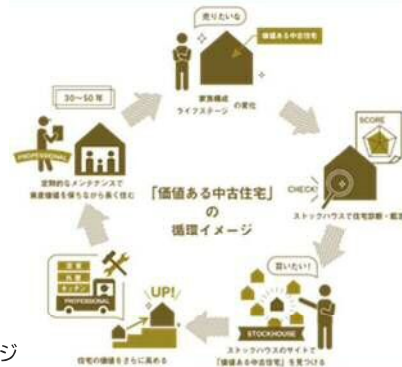 売りたいな
価値ある中古住宅
家族構成
ライフステージ の変化
30〜50年
PROFESSIONAL
定期的なメンテナンスで
資産価値を保ちながら長く住む
SCORE
CHECK!
ストックハウスで住宅診断・鑑定
「価値ある中古住宅」
の
循環イメージ
買いたい!
STOCKHOUSE
ストックハウスのサイトで
「価値ある中古住宅」を見つける
UP!
キッチン
PROFESSIONAL
住宅の価値をさらに高める
ジ